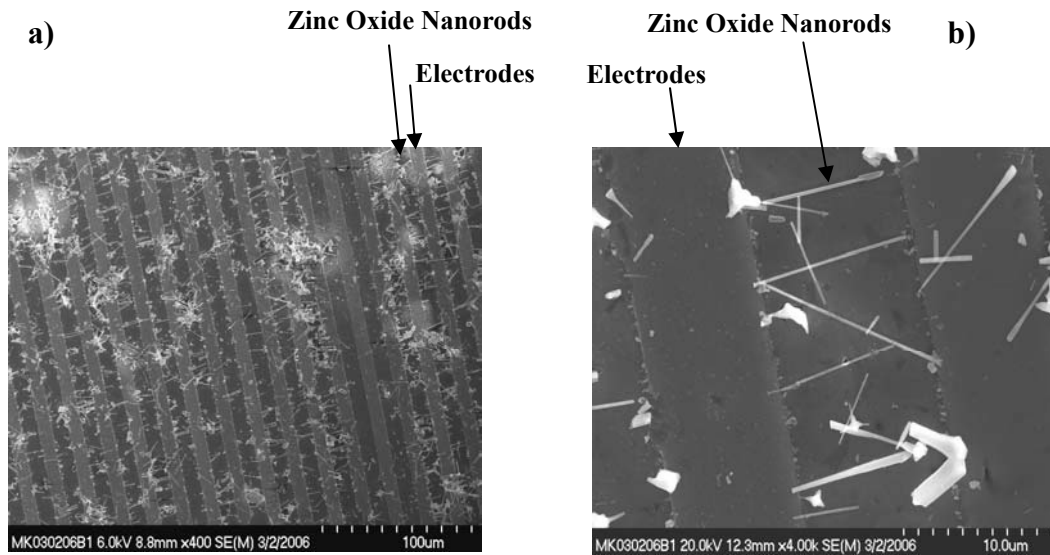 a)
Zinc Oxide Nanorods
Electrodes
Zinc Oxide Nanorods
b)
Electrodes
MK030206B1 6.0kV 8.8mm x400 SE(M) 3/2/2006
100um
MK030206B1 20.0kV 12.3mm x4.00k SE(M) 3/2/2006
10.0um